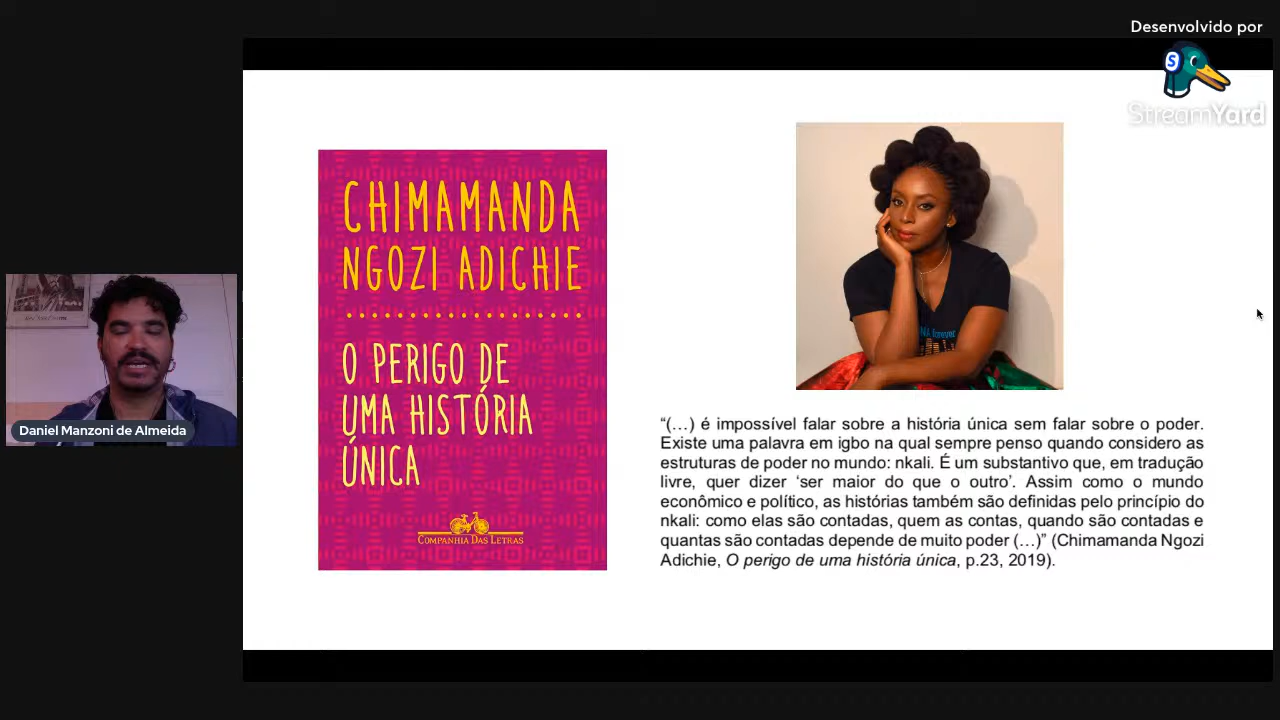 Desenvolvido por
S
StreamYard
CHIMAMANDA
NGOZI ADICHIE
O PERIGO DE
UMA HISTÓRIA
ÚNICA
COMPANHIA DAS LETRAS
Daniel Manzoni de Almeida
“(…) é impossível falar sobre a história única sem falar sobre o poder.
Existe uma palavra em igbo na qual sempre penso quando considero as
estruturas de poder no mundo: nkali. É um substantivo que, em tradução
livre, quer dizer ‘ser maior do que o outro’. Assim como o mundo
econômico e político, as histórias também são definidas pelo princípio do
nkali: como elas são contadas, quem as contas, quando são contadas e
quantas são contadas depende de muito poder (…)” (Chimamanda Ngozi
Adichie, O perigo de uma história única, p.23, 2019).